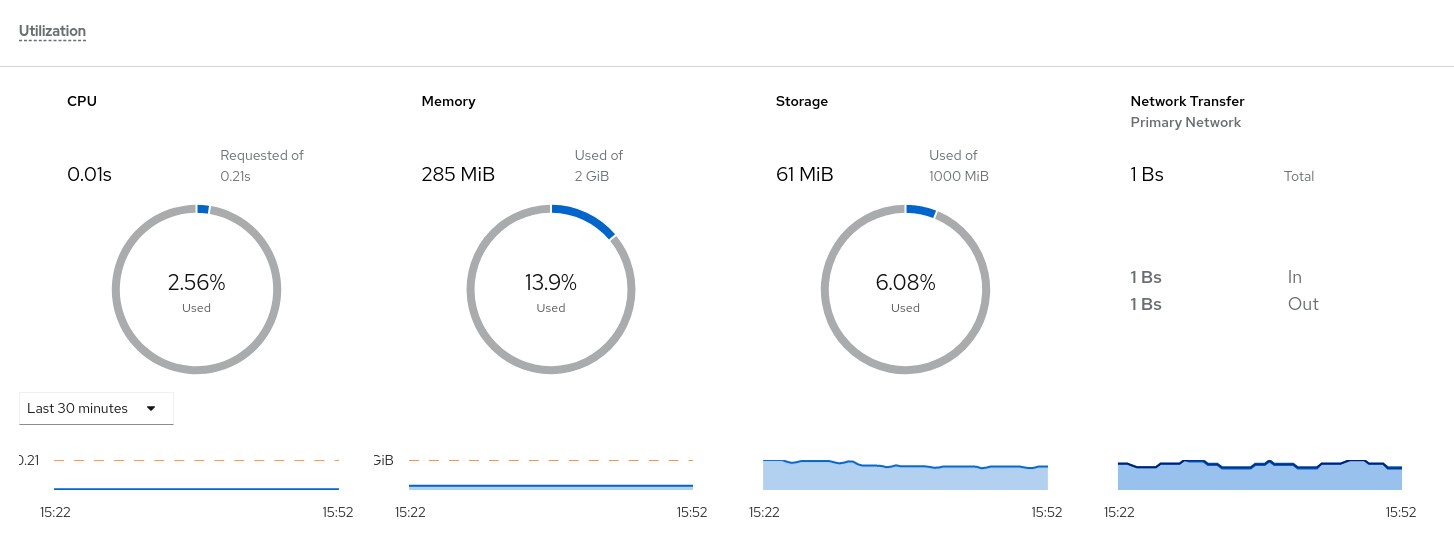 Utilization
CPU
0.01s
Requested of
0.21s
2.56%
Used
Memory
285 MiB
Used of
2 GiB
13.9%
Used
Storage
61 MiB
Used of
1000 MiB
6.08%
Used
Network Transfer
Primary Network
1 Bs
Total
1 Bs In
1 Bs Out
Last 30 minutes
0.21
15:22 15:52
GiB
15:22 15:52
15:22 15:52
15:22 15:52